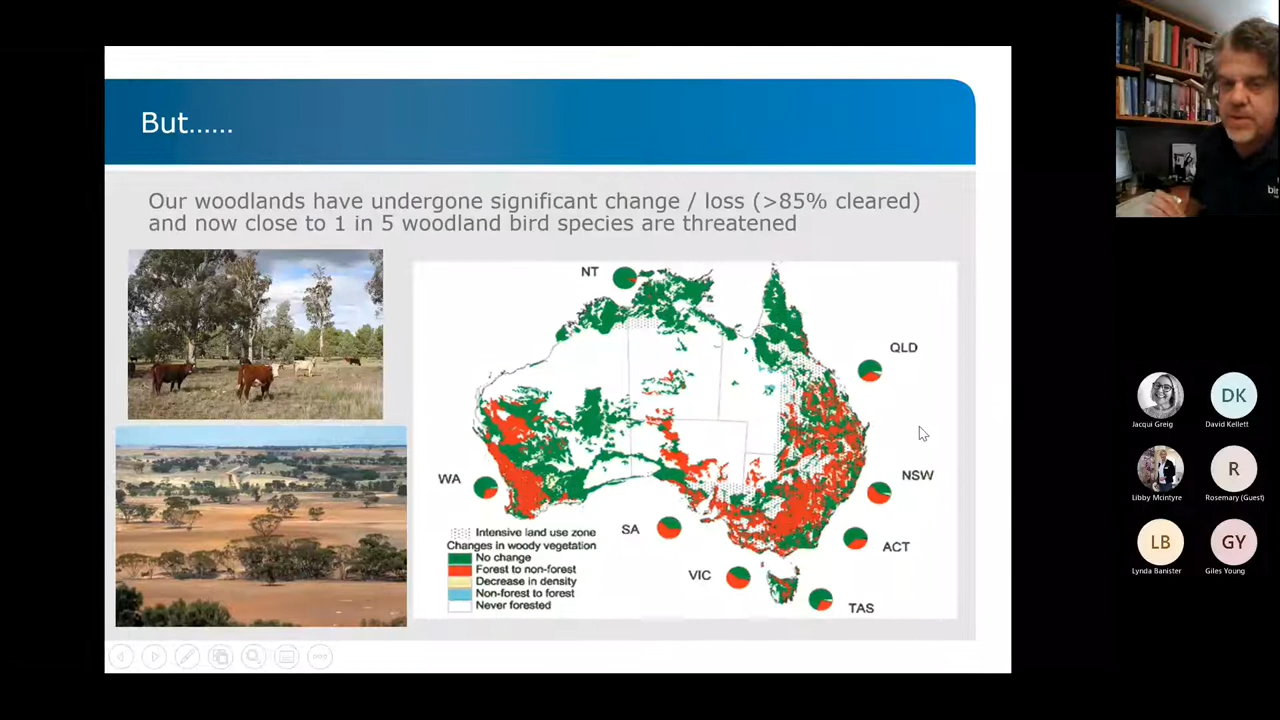 But......
Our woodlands have undergone significant change / loss (>85% cleared)
and now close to 1 in 5 woodland bird species are threatened
NT
QLD
WA
NSW
SA
ACT
VIC
TAS
Intensive land use zone
Changes in woody vegetation
No change
Forest to non-forest
Decrease in density
Non-forest to forest
Never forested
Jacqui Greig
DK
David Kellett
Libby Mcintyre
R
Rosemary (Guest)
LB
Lynda Banister
GY
Giles Young